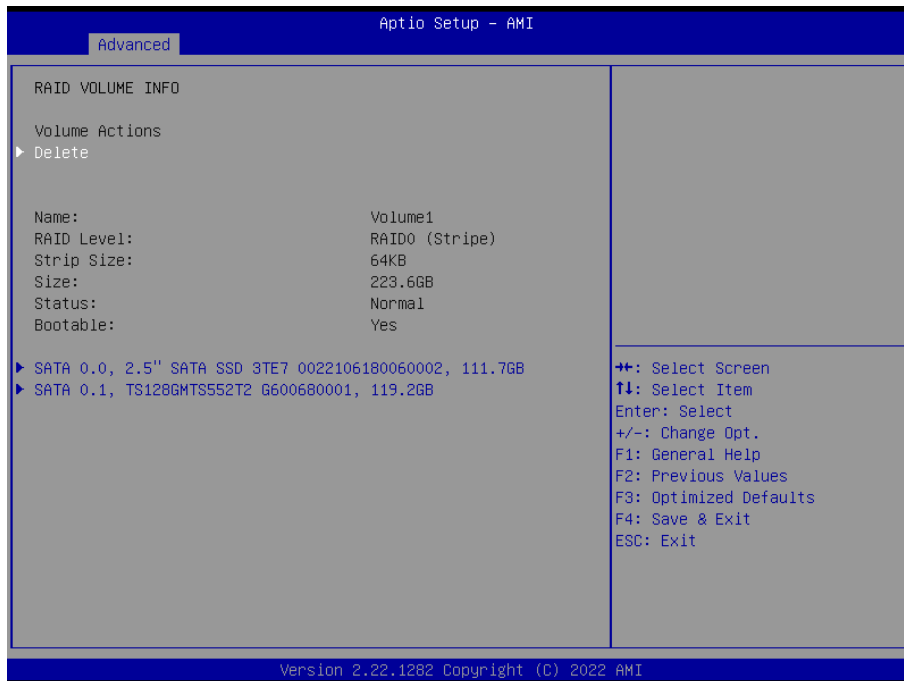 Aptio Setup – AMI
Advanced
RAID VOLUME INFO
Volume Actions
▶ Delete
Name: Volume1
RAID Level: RAID0 (Stripe)
Strip Size: 64KB
Size: 223.6GB
Status: Normal
Bootable: Yes
▶ SATA 0.0, 2.5" SATA SSD 3TE7 0022106180060002, 111.7GB
▶ SATA 0.1, TS128GMTS552T2 G600680001, 119.2GB
→←: Select Screen
↑↓: Select Item
Enter: Select
+/-: Change Opt.
F1: General Help
F2: Previous Values
F3: Optimized Defaults
F4: Save & Exit
ESC: Exit
Version 2.22.1282 Copyright (C) 2022 AMI